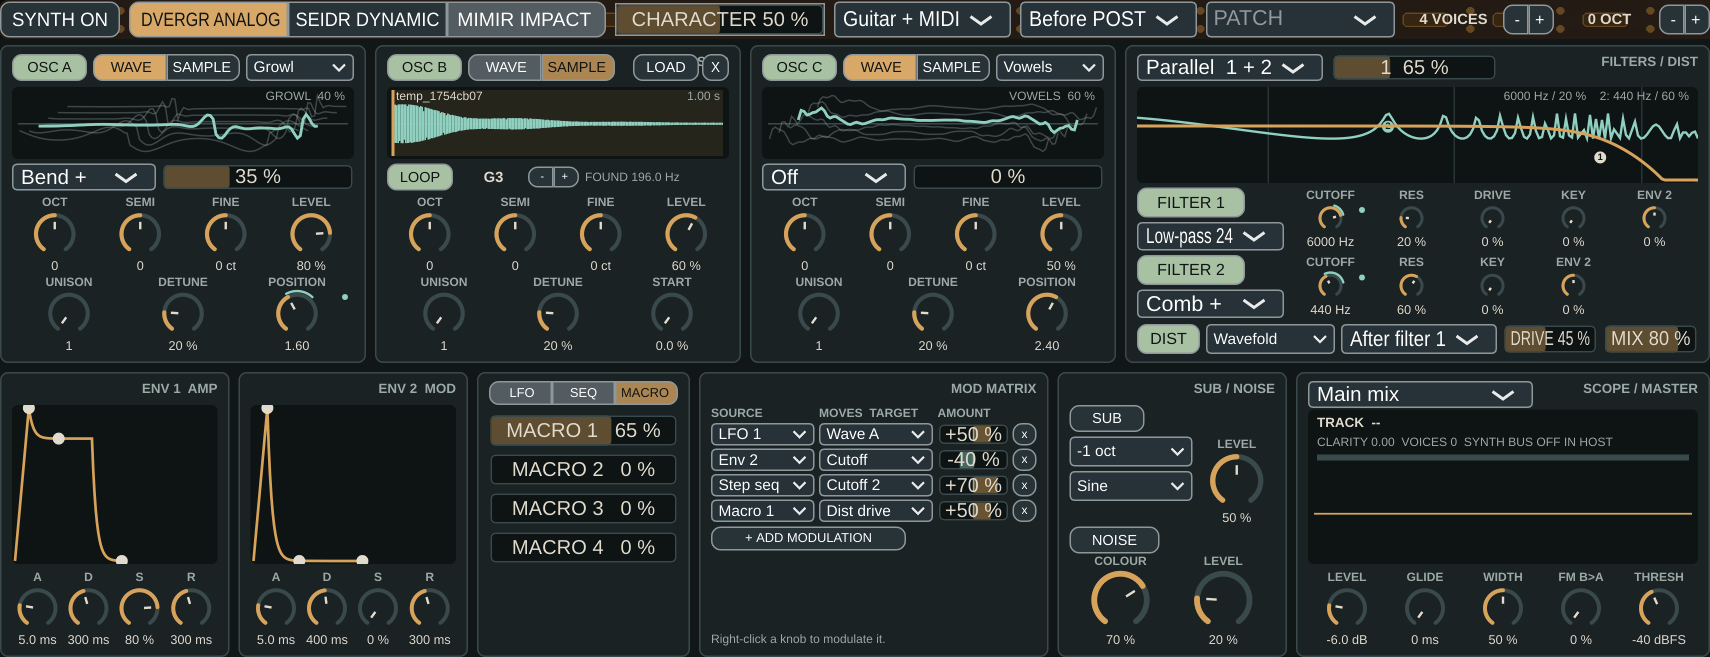 SYNTH ON DVERGR ANALOG SEIDR DYNAMIC MIMIR IMPACT CHARACTER 50 % Guitar + MIDI Before POST PATCH 4 VOICES - + 0 OCT - +
OSC A WAVE SAMPLE Growl
GROWL 40 %
Bend + 35 %
OCT SEMI FINE LEVEL
0 0 0 ct 80 %
UNISON DETUNE POSITION
1 20 % 1.60
OSC B WAVE SAMPLE LOAD X
temp_1754cb07 1.00 s
LOOP G3 - + FOUND 196.0 Hz
OCT SEMI FINE LEVEL
0 0 0 ct 60 %
UNISON DETUNE START
1 20 % 0.0 %
OSC C WAVE SAMPLE Vowels
VOWELS 60 %
Off 0 %
OCT SEMI FINE LEVEL
0 0 0 ct 50 %
UNISON DETUNE POSITION
1 20 % 2.40
Parallel 1 + 2 1 65 % FILTERS / DIST
6000 Hz / 20 % 2: 440 Hz / 60 %
1
FILTER 1 CUTOFF RES DRIVE KEY ENV 2
Low-pass 24 6000 Hz 20 % 0 % 0 % 0 %
FILTER 2 CUTOFF RES KEY ENV 2
Comb + 440 Hz 60 % 0 % 0 %
DIST Wavefold After filter 1 DRIVE 45 % MIX 80 %
ENV 1 AMP
A D S R
5.0 ms 300 ms 80 % 300 ms
ENV 2 MOD
A D S R
5.0 ms 400 ms 0 % 300 ms
LFO SEQ MACRO
MACRO 1 65 %
MACRO 2 0 %
MACRO 3 0 %
MACRO 4 0 %
MOD MATRIX
SOURCE MOVES TARGET AMOUNT
LFO 1 Wave A +50 % x
Env 2 Cutoff -40 % x
Step seq Cutoff 2 +70 % x
Macro 1 Dist drive +50 % x
+ ADD MODULATION
Right-click a knob to modulate it.
SUB / NOISE
SUB
-1 oct LEVEL
Sine
50 %
NOISE
COLOUR LEVEL
70 % 20 %
Main mix SCOPE / MASTER
TRACK --
CLARITY 0.00 VOICES 0 SYNTH BUS OFF IN HOST
LEVEL GLIDE WIDTH FM B>A THRESH
-6.0 dB 0 ms 50 % 0 % -40 dBFS